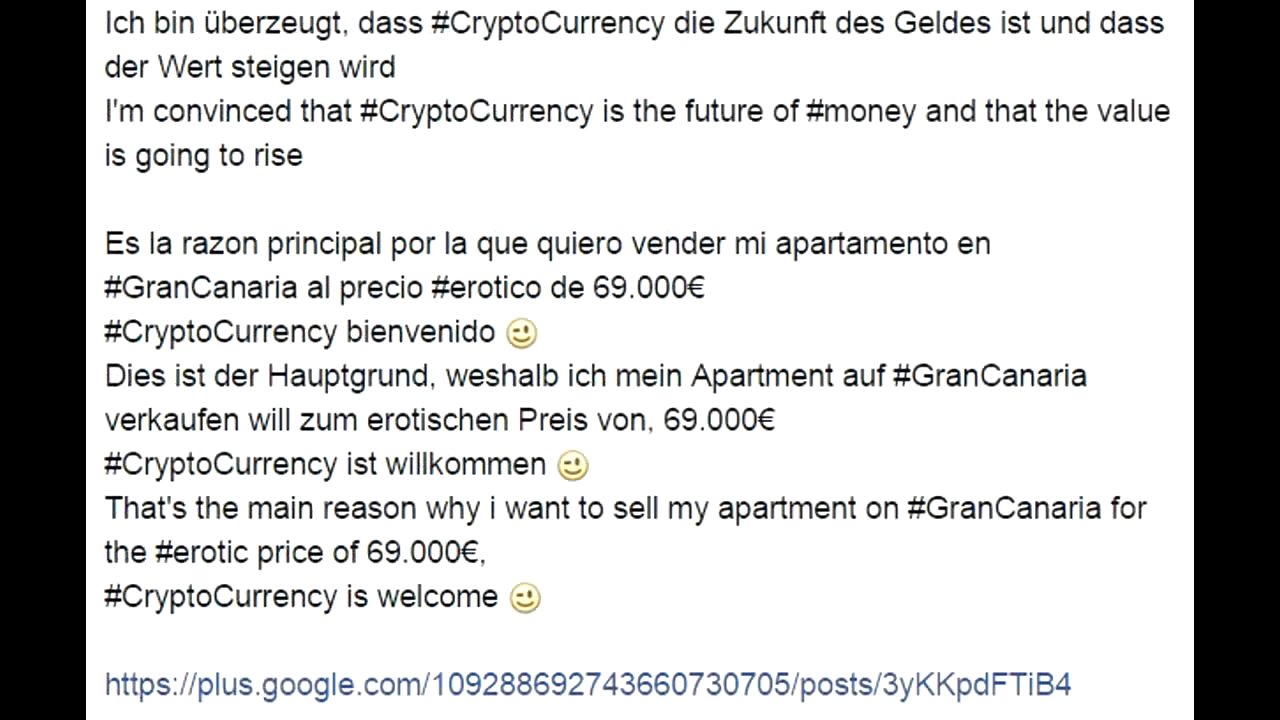 Ich bin überzeugt, dass #CryptoCurrency die Zukunft des Geldes ist und dass
der Wert steigen wird
I'm convinced that #CryptoCurrency is the future of #money and that the value
is going to rise
Es la razon principal por la que quiero vender mi apartamento en
#GranCanaria al precio #erotico de 69.000€
#CryptoCurrency bienvenido 😉
Dies ist der Hauptgrund, weshalb ich mein Apartment auf #GranCanaria
verkaufen will zum erotischen Preis von, 69.000€
#CryptoCurrency ist willkommen 😉
That's the main reason why i want to sell my apartment on #GranCanaria for
the #erotic price of 69.000€,
#CryptoCurrency is welcome 😉
https://plus.google.com/109288692743660730705/posts/3yKKpdFTiB4